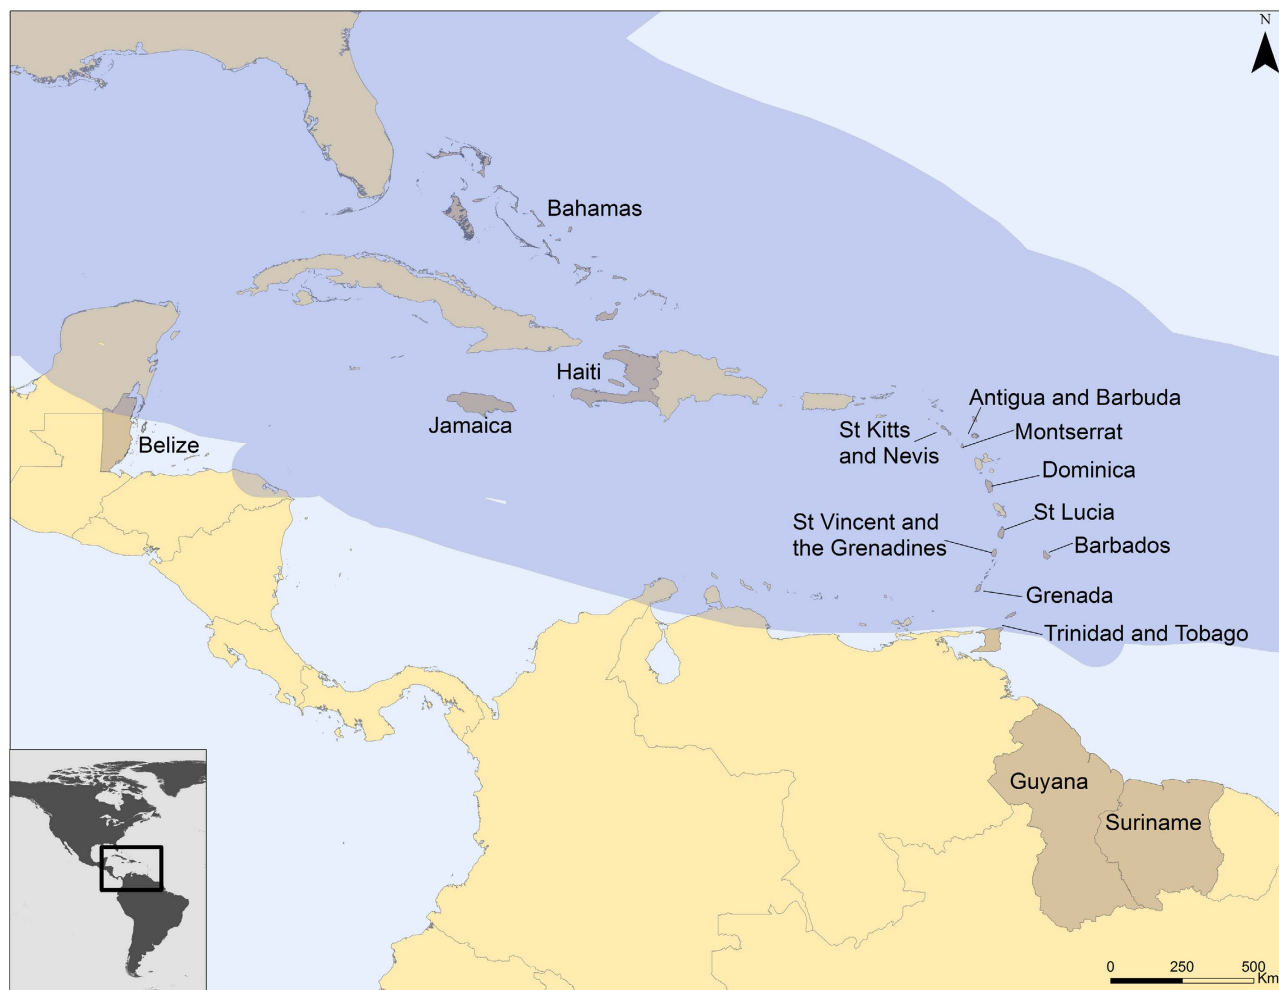 N
Bahamas
Haiti
Jamaica
Belize
Antigua and Barbuda
St Kitts
and Nevis
Montserrat
Dominica
St Lucia
St Vincent and
the Grenadines
Barbados
Grenada
Trinidad and Tobago
Guyana
Suriname
0 250 500
Km